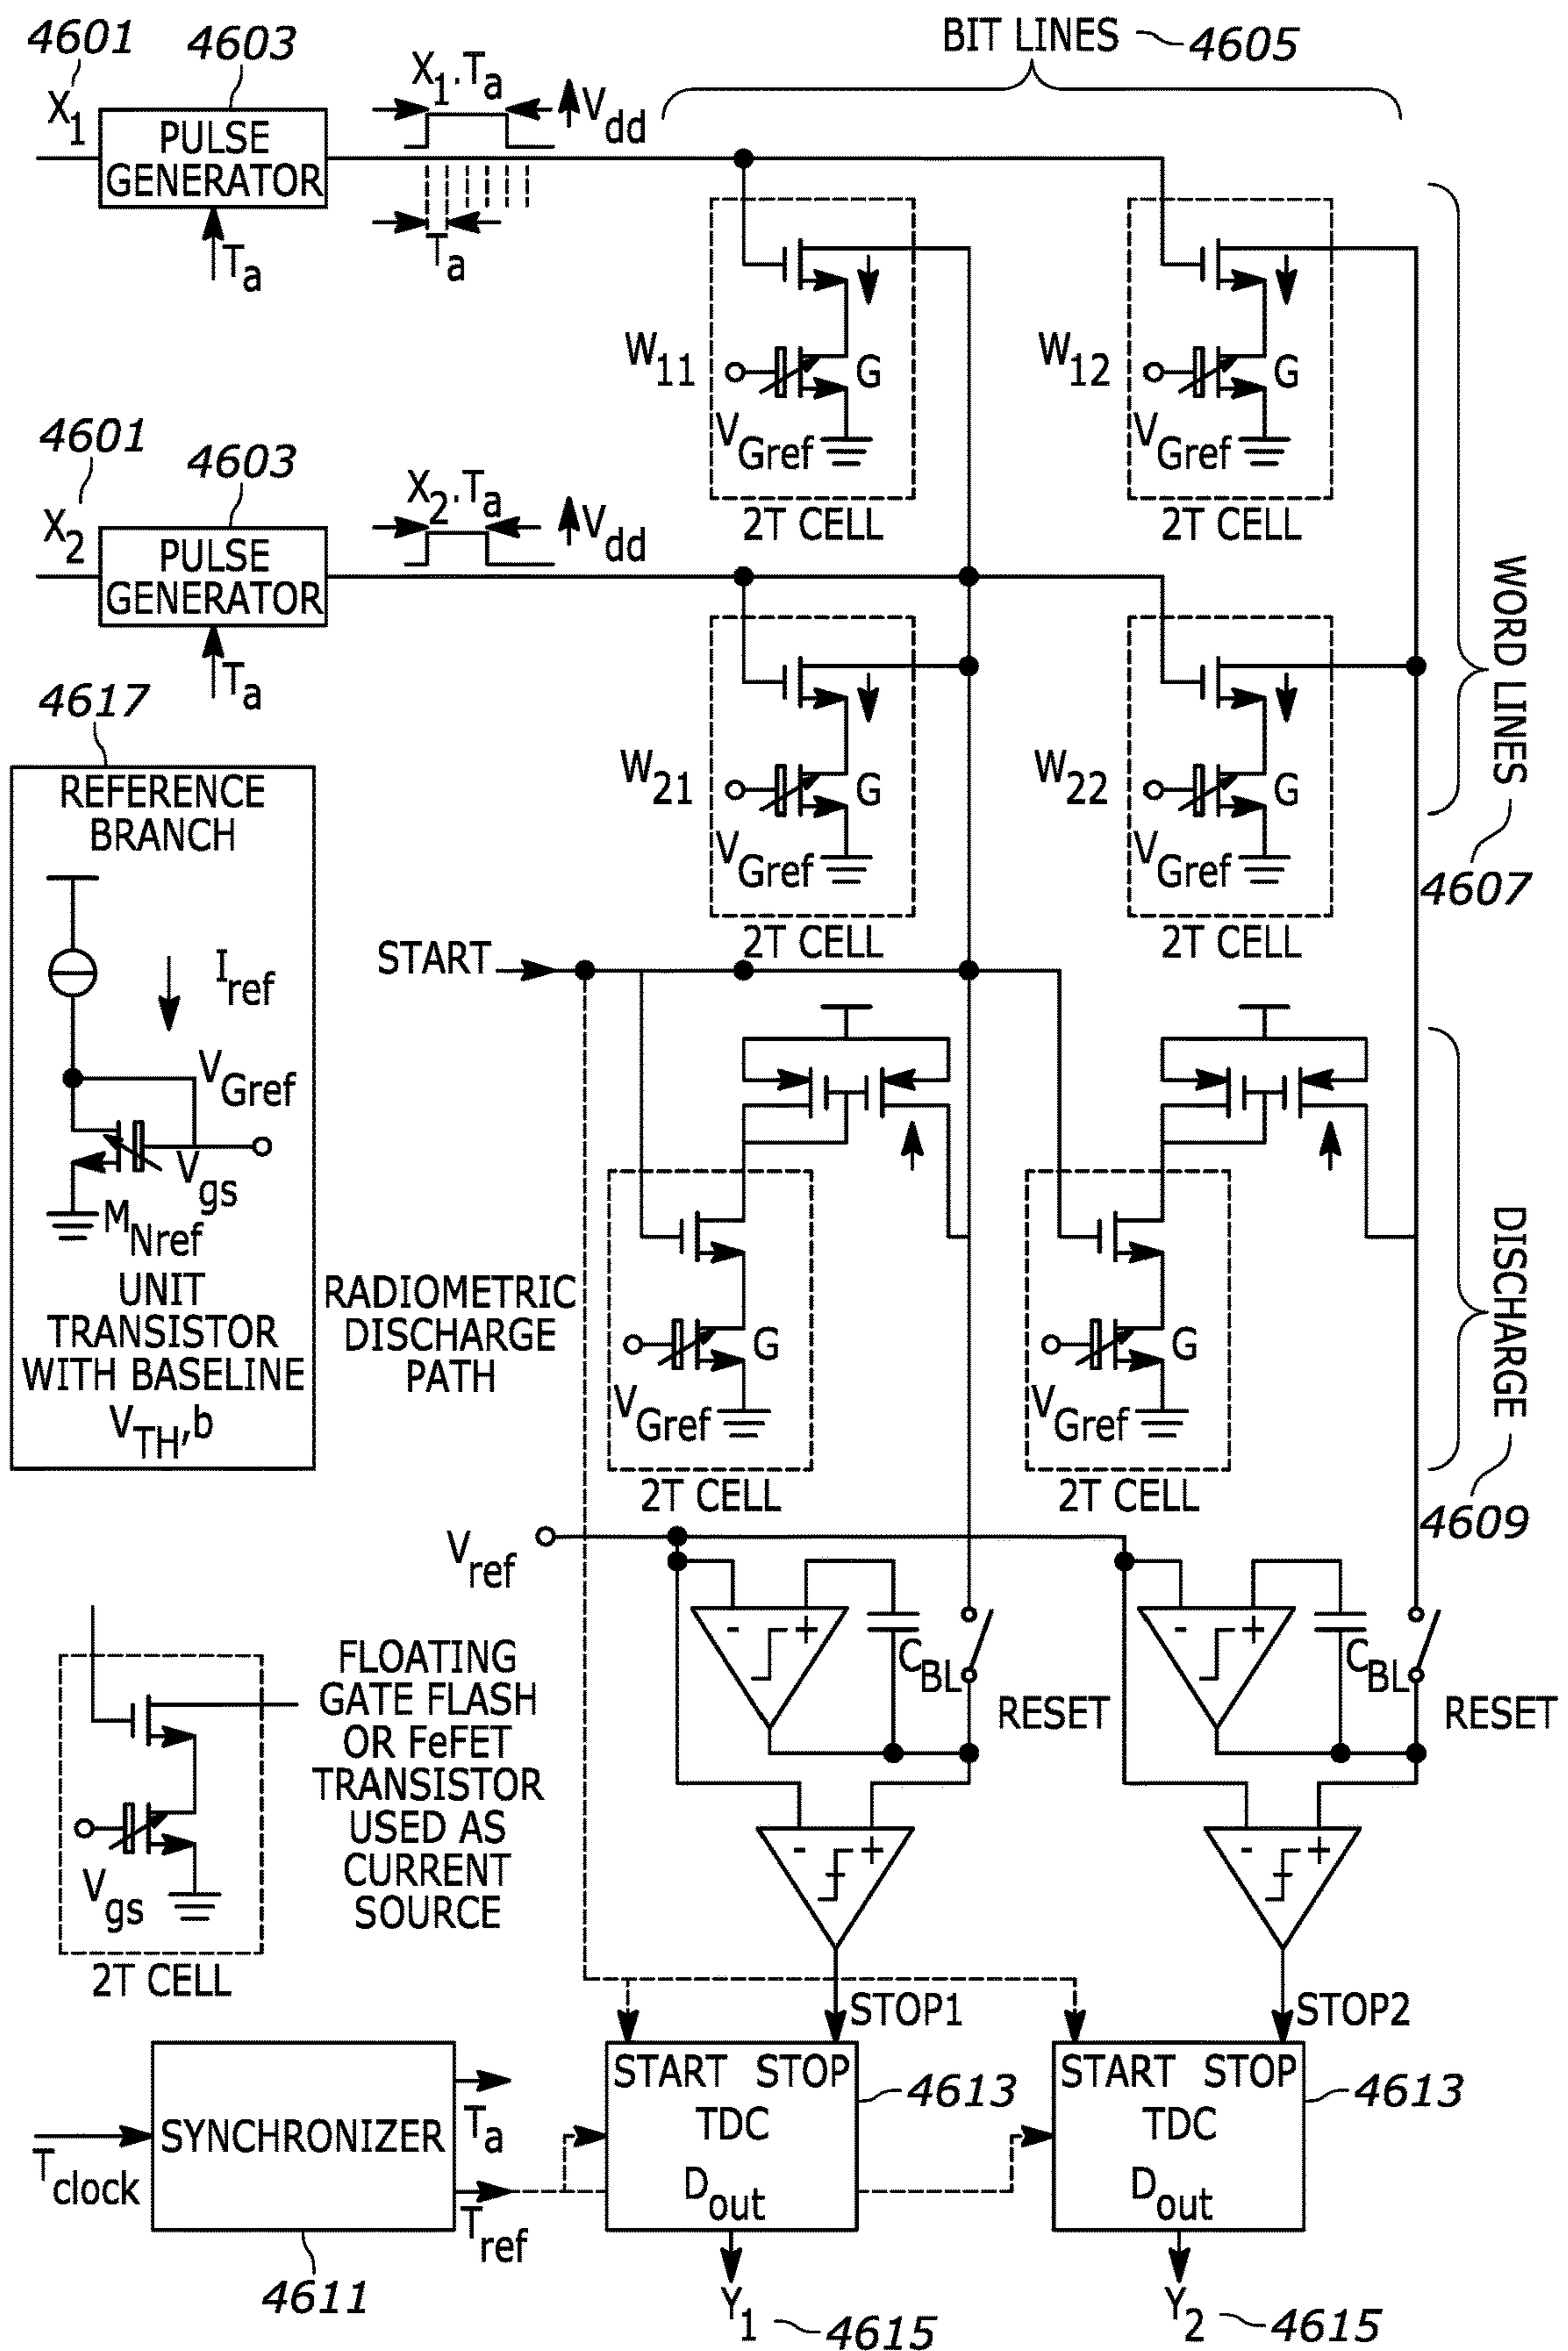 4601
4603
BIT LINES
4605
X1
PULSE
GENERATOR
X1.Ta
Vdd
Ta
Ta
W11
G
VGref
2T CELL
W12
G
VGref
2T CELL
4601
4603
X2
PULSE
GENERATOR
X2.Ta
Vdd
Ta
W21
G
VGref
2T CELL
W22
G
VGref
2T CELL
WORD LINES
4607
4617
REFERENCE
BRANCH
Iref
VGref
Vgs
MNref
UNIT
TRANSISTOR
WITH BASELINE
VTH,b
START
RADIOMETRIC
DISCHARGE
PATH
G
VGref
2T CELL
G
VGref
2T CELL
DISCHARGE
4609
Vref
- +
CBL
RESET
- +
CBL
RESET
- +
- +
FLOATING
GATE FLASH
OR FeFET
TRANSISTOR
USED AS
CURRENT
SOURCE
Vgs
2T CELL
STOP1
STOP2
Tclock
SYNCHRONIZER
Ta
Tref
4611
START STOP
TDC
Dout
4613
START STOP
TDC
Dout
4613
Y1
4615
Y2
4615